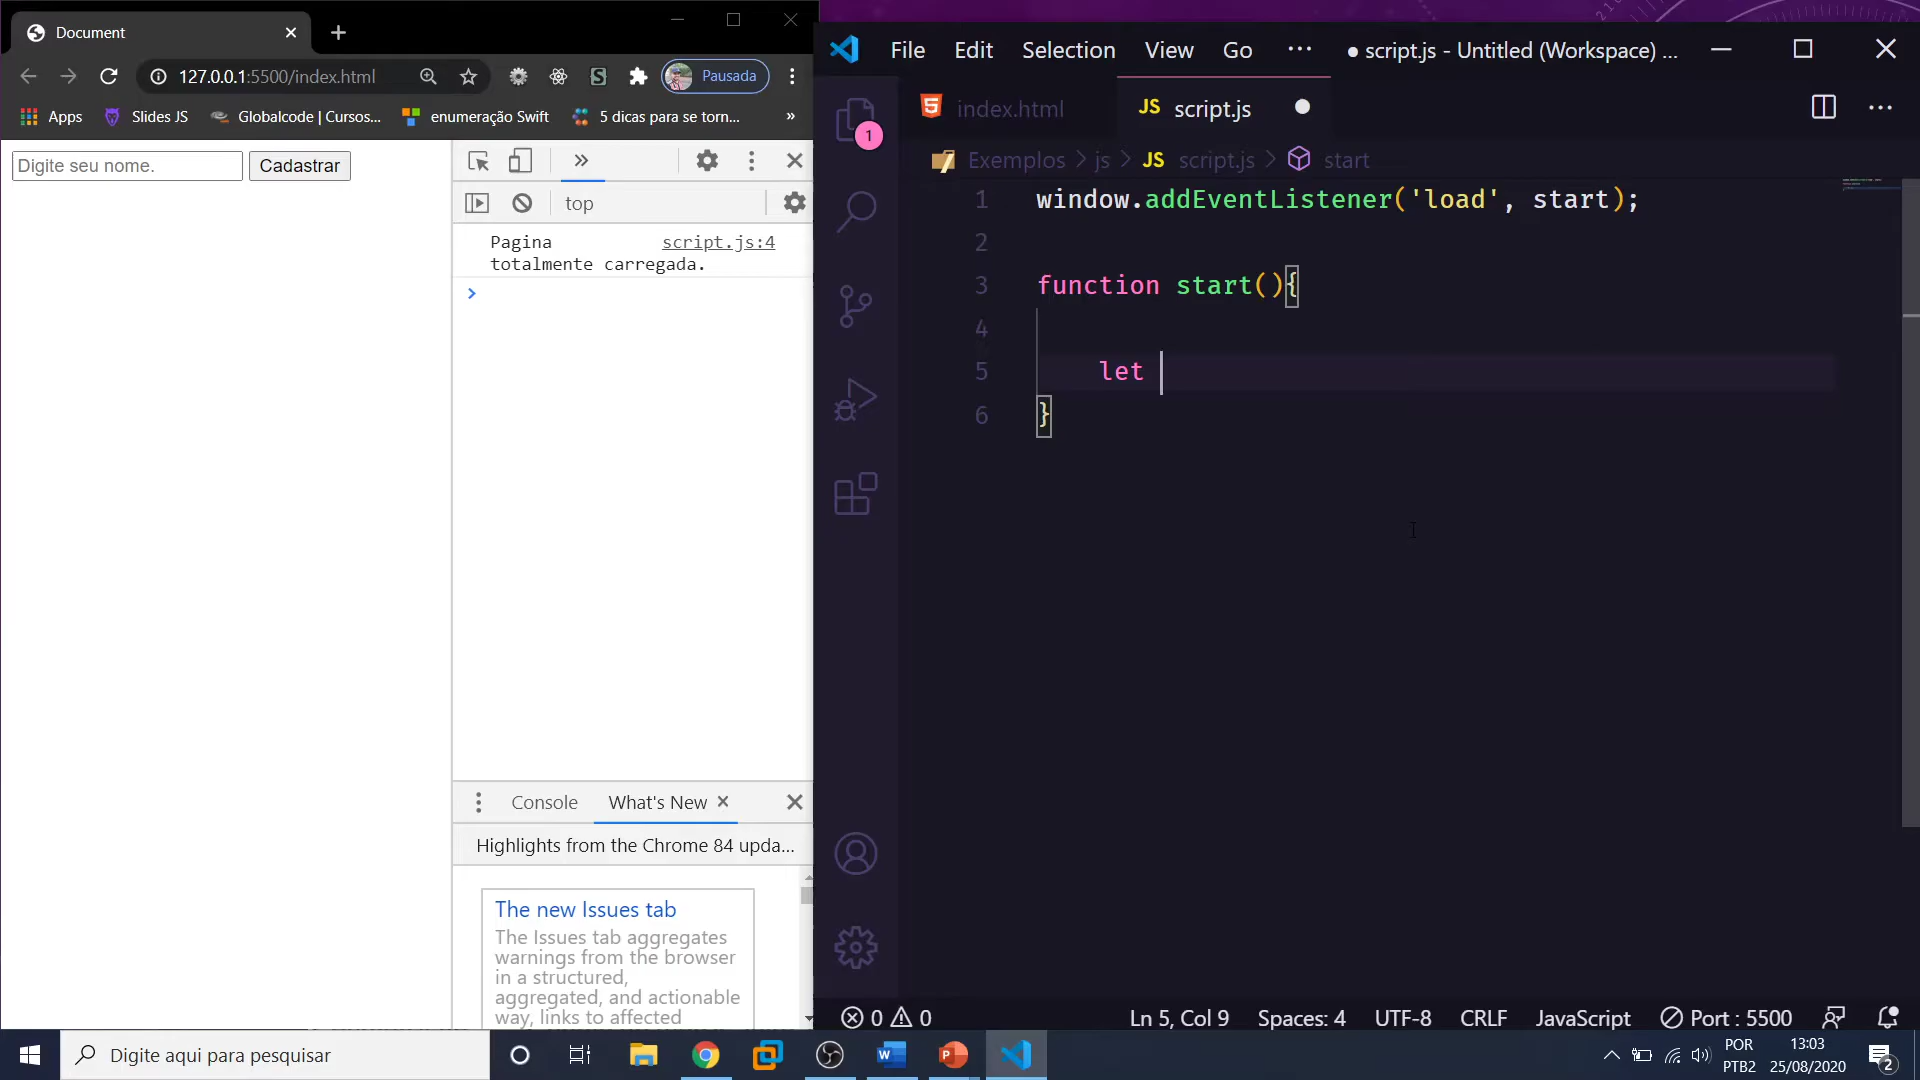 Document
127.0.0.1:5500/index.html
Pausada
Apps
Slides JS
Globalcode | Cursos...
enumeração Swift
5 dicas para se torn...
»
Digite seu nome.
Cadastrar
top
Pagina
script.js:4
totalmente carregada.
Console
What's New
Highlights from the Chrome 84 upda...
The new Issues tab
The Issues tab aggregates
warnings from the browser
in a structured,
aggregated, and actionable
way, links to affected
File Edit Selection View Go ···
● script.js - Untitled (Workspace) ...
index.html
JS script.js
Exemplos > js > JS script.js > start
1 window.addEventListener('load', start);
2
3 function start(){
4
5 let
6 }
1
0 0
Ln 5, Col 9
Spaces: 4
UTF-8
CRLF
JavaScript
Port : 5500
Digite aqui para pesquisar
POR
PTB2
13:03
25/08/2020
2